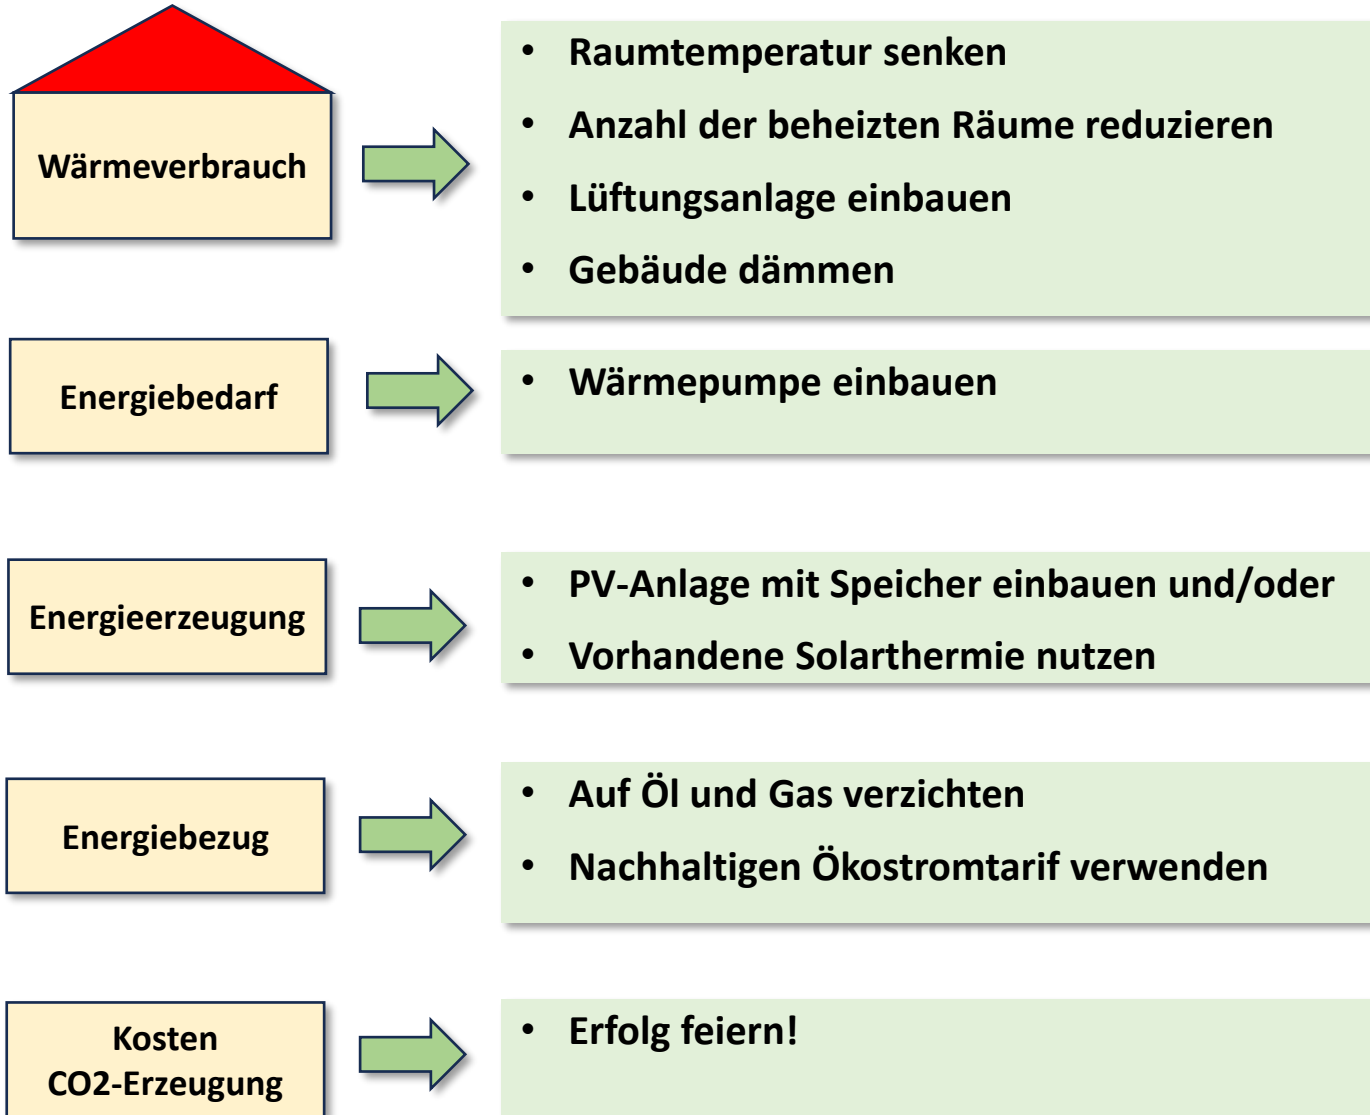 Wärmeverbrauch
• Raumtemperatur senken
• Anzahl der beheizten Räume reduzieren
• Lüftungsanlage einbauen
• Gebäude dämmen
Energiebedarf
• Wärmepumpe einbauen
Energieerzeugung
• PV-Anlage mit Speicher einbauen und/oder
• Vorhandene Solarthermie nutzen
Energiebezug
• Auf Öl und Gas verzichten
• Nachhaltigen Ökostromtarif verwenden
Kosten
CO2-Erzeugung
• Erfolg feiern!